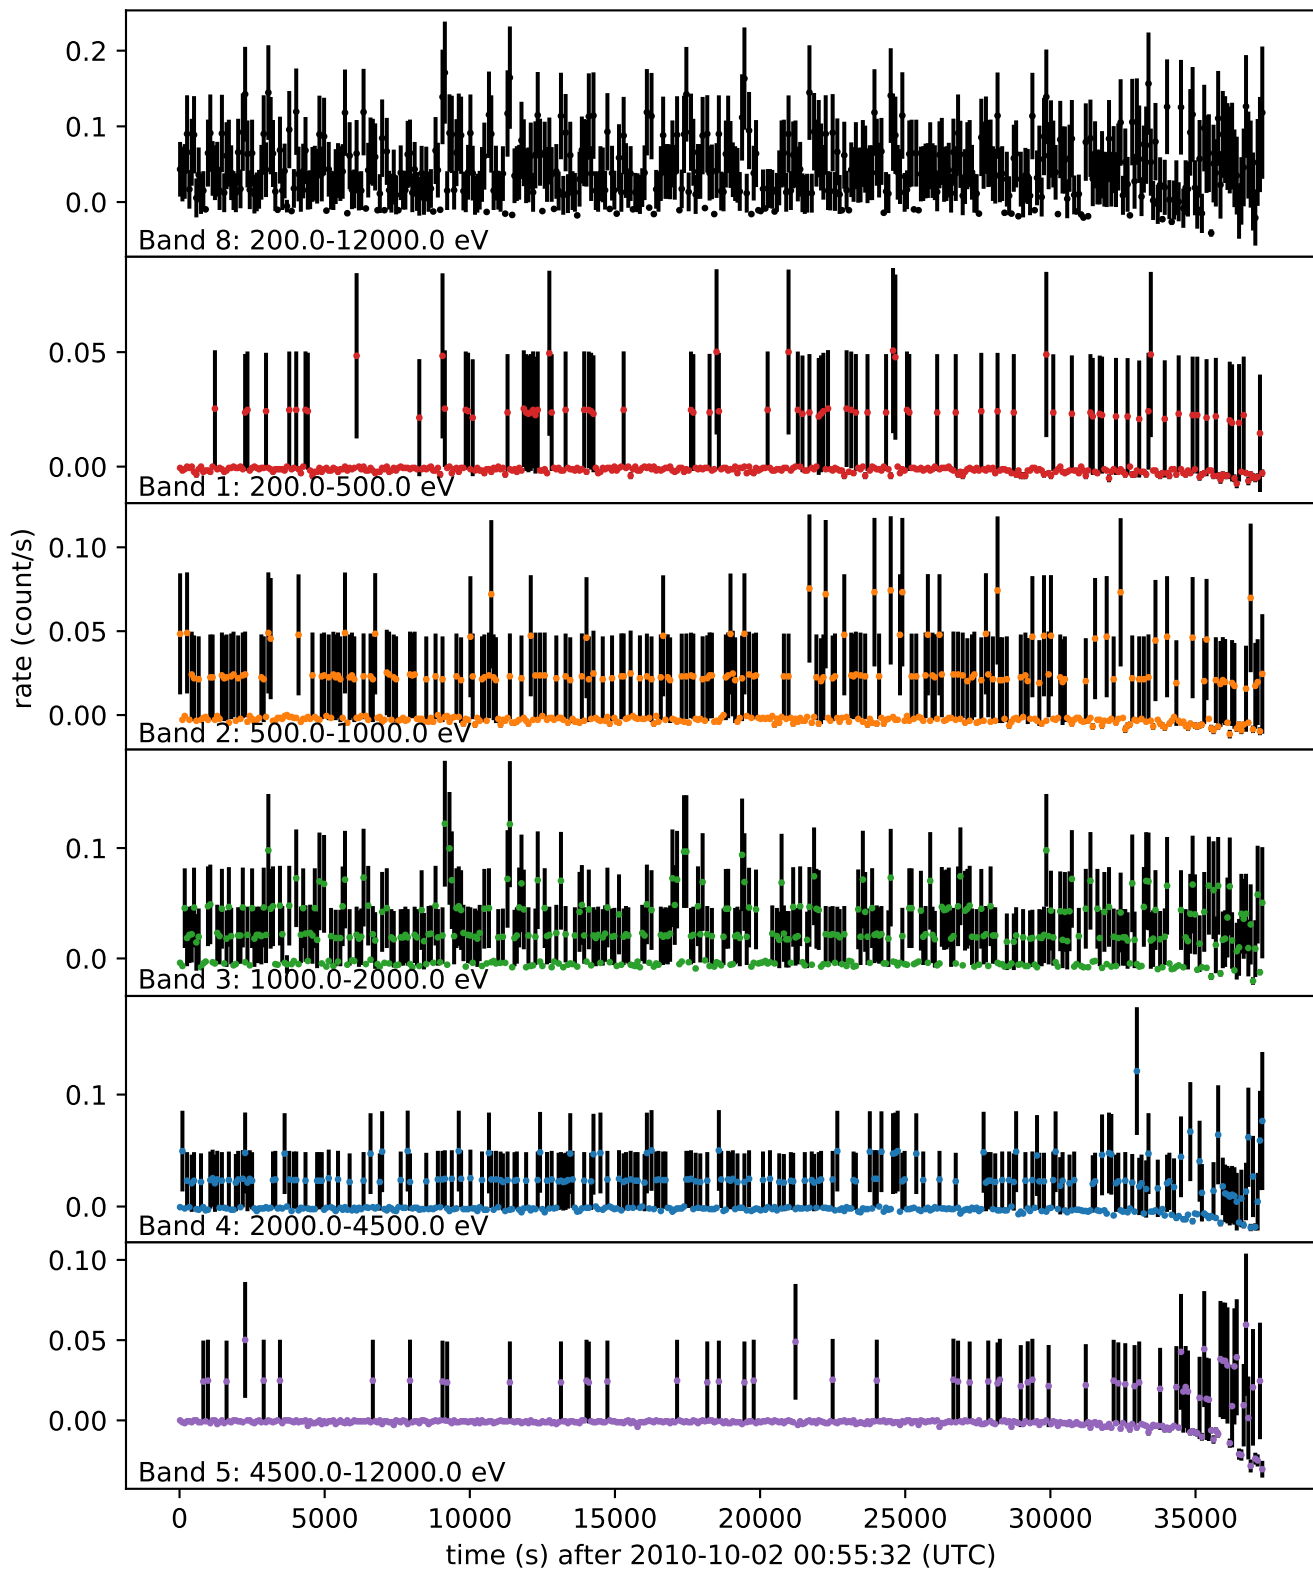 0.2
0.1
0.0
Band 8: 200.0-12000.0 eV
0.05
0.00
Band 1: 200.0-500.0 eV
rate (count/s)
0.10
0.05
0.00
Band 2: 500.0-1000.0 eV
0.1
0.0
Band 3: 1000.0-2000.0 eV
0.1
0.0
Band 4: 2000.0-4500.0 eV
0.10
0.05
0.00
Band 5: 4500.0-12000.0 eV
0 5000 10000 15000 20000 25000 30000 35000
time (s) after 2010-10-02 00:55:32 (UTC)